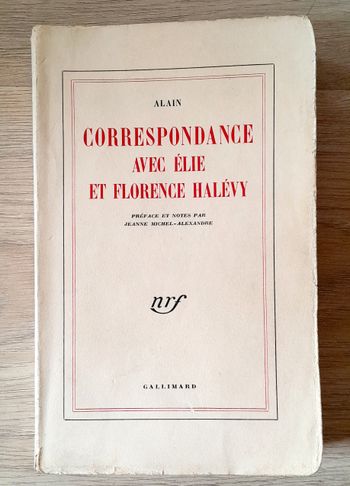 ALAIN
CORRESPONDANCE
AVEC ÉLIE
ET FLORENCE HALÉVY
PRÉFACE ET NOTES PAR
JEANNE MICHEL-ALEXANDRE
nrf
GALLIMARD